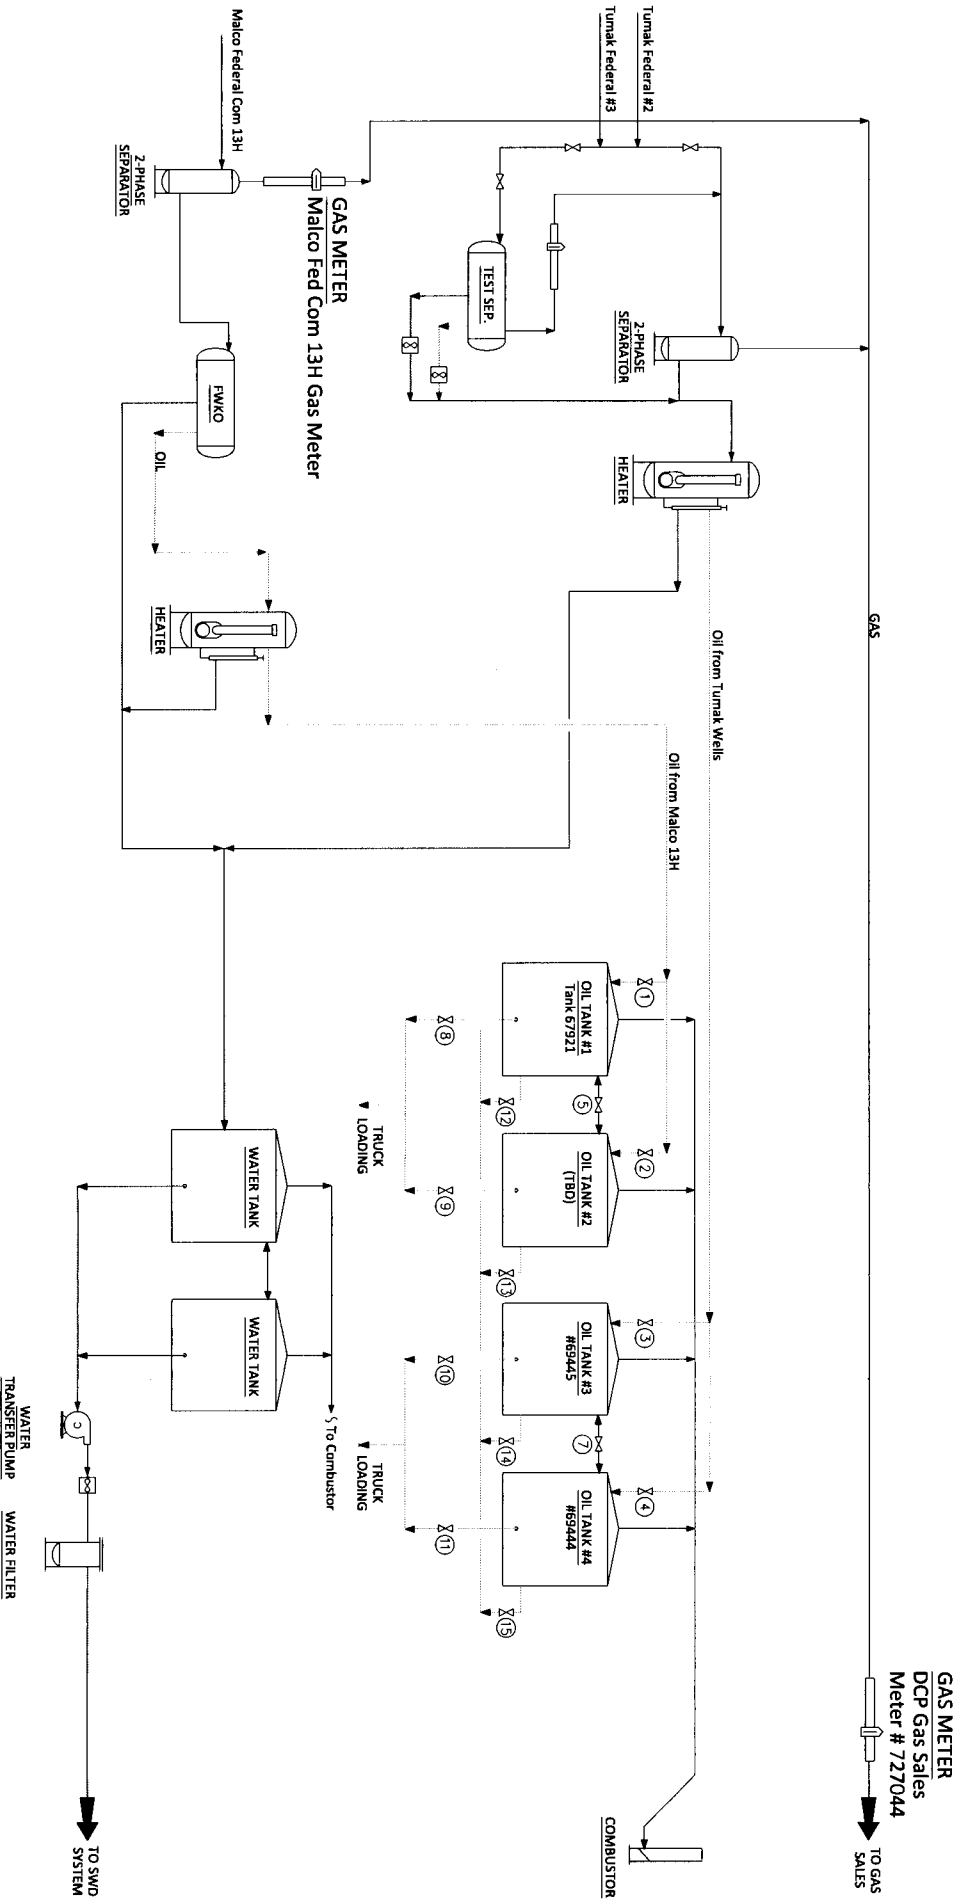 GAS METER
DCP Gas Sales
Meter # 727044
TO GAS
SALES
GAS
Tumak Federal #2
Tumak Federal #3
2-PHASE
SEPARATOR
TEST SEP.
HEATER
Oil from Tumak Wells
Oil from Malco 13H
COMBUSTOR
1
2
3
4
OIL TANK #1
Tank 67921
5
OIL TANK #2
(TBD)
OIL TANK #3
#69445
7
OIL TANK #4
#69444
12
13
14
15
8
9
10
11
TRUCK
LOADING
TRUCK
LOADING
GAS METER
Malco Fed Com 13H Gas Meter
Malco Federal Com 13H
2-PHASE
SEPARATOR
FWKO
OIL
HEATER
To Combustor
WATER TANK
WATER TANK
WATER
TRANSFER PUMP
WATER FILTER
TO SWD
SYSTEM